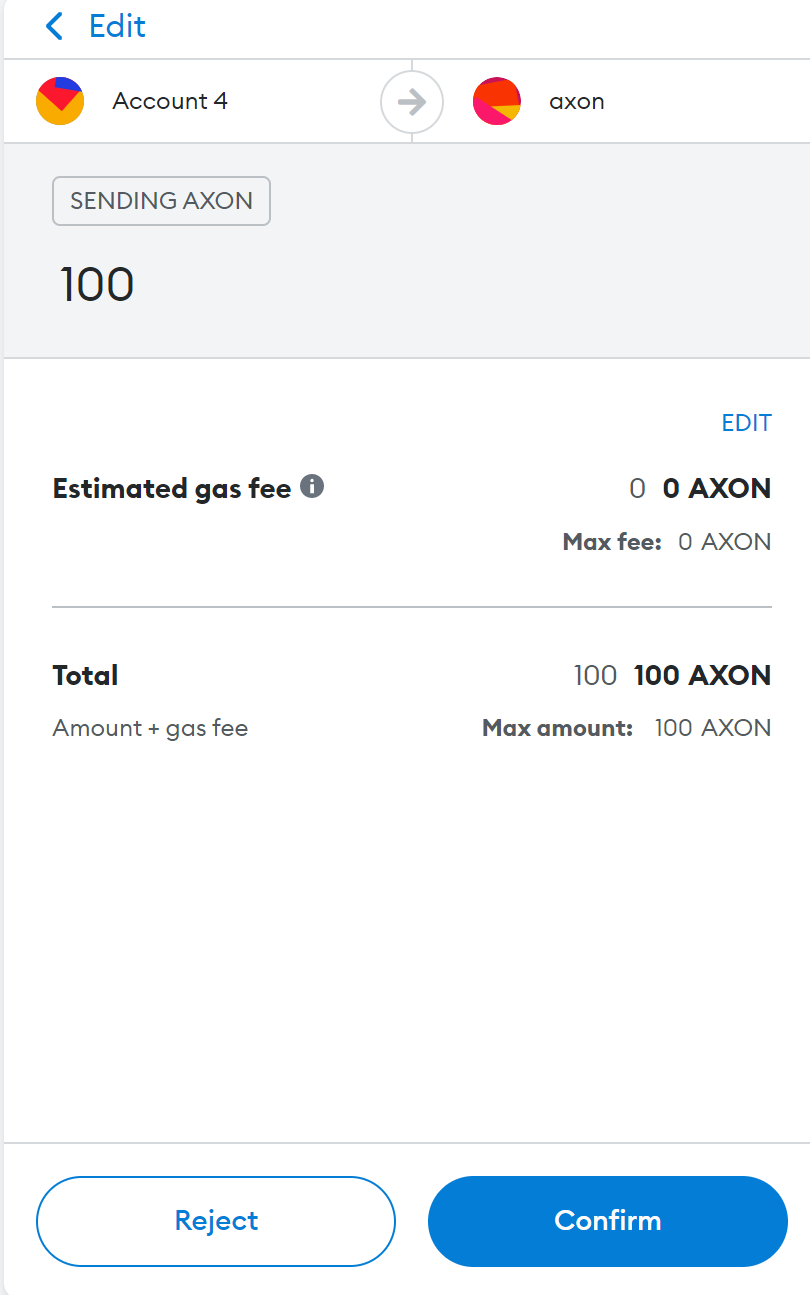 Edit
Account 4 axon
SENDING AXON
100
EDIT
Estimated gas fee 0 0 AXON
Max fee: 0 AXON
Total 100 100 AXON
Amount + gas fee Max amount: 100 AXON
Reject Confirm